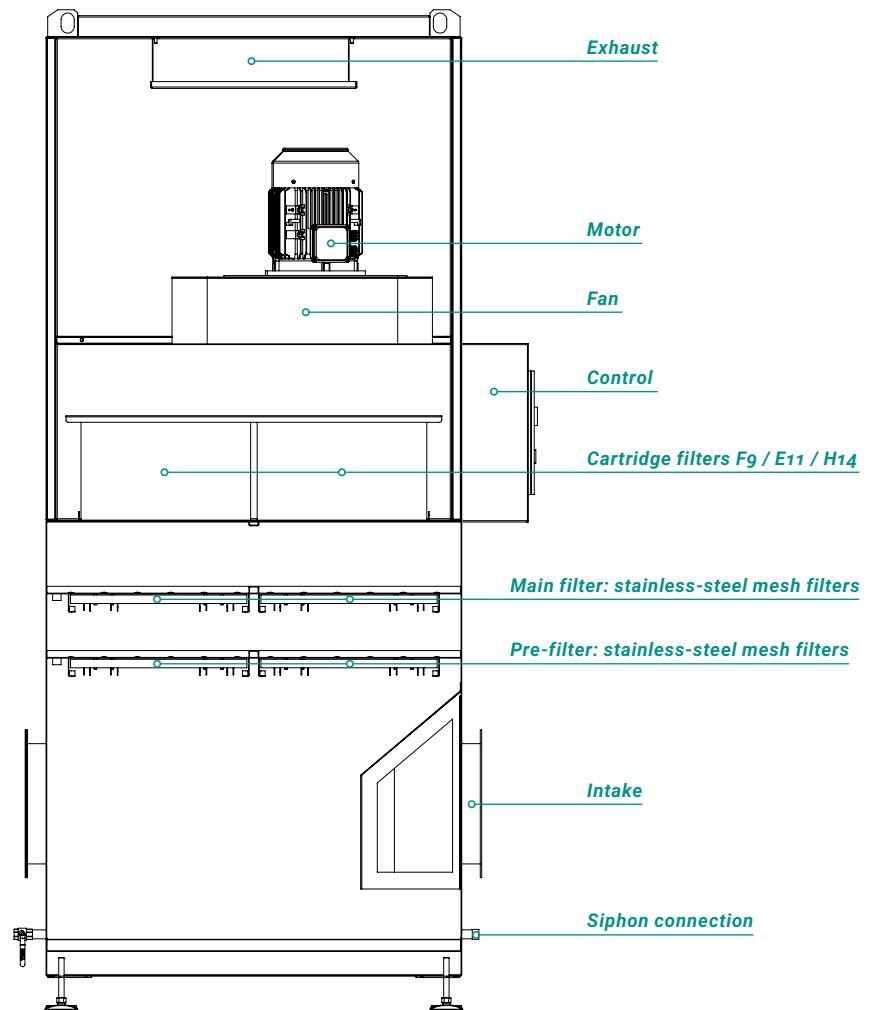 Exhaust
Motor
Fan
Control
Cartridge filters F9 / E11 / H14
Main filter: stainless-steel mesh filters
Pre-filter: stainless-steel mesh filters
Intake
Siphon connection